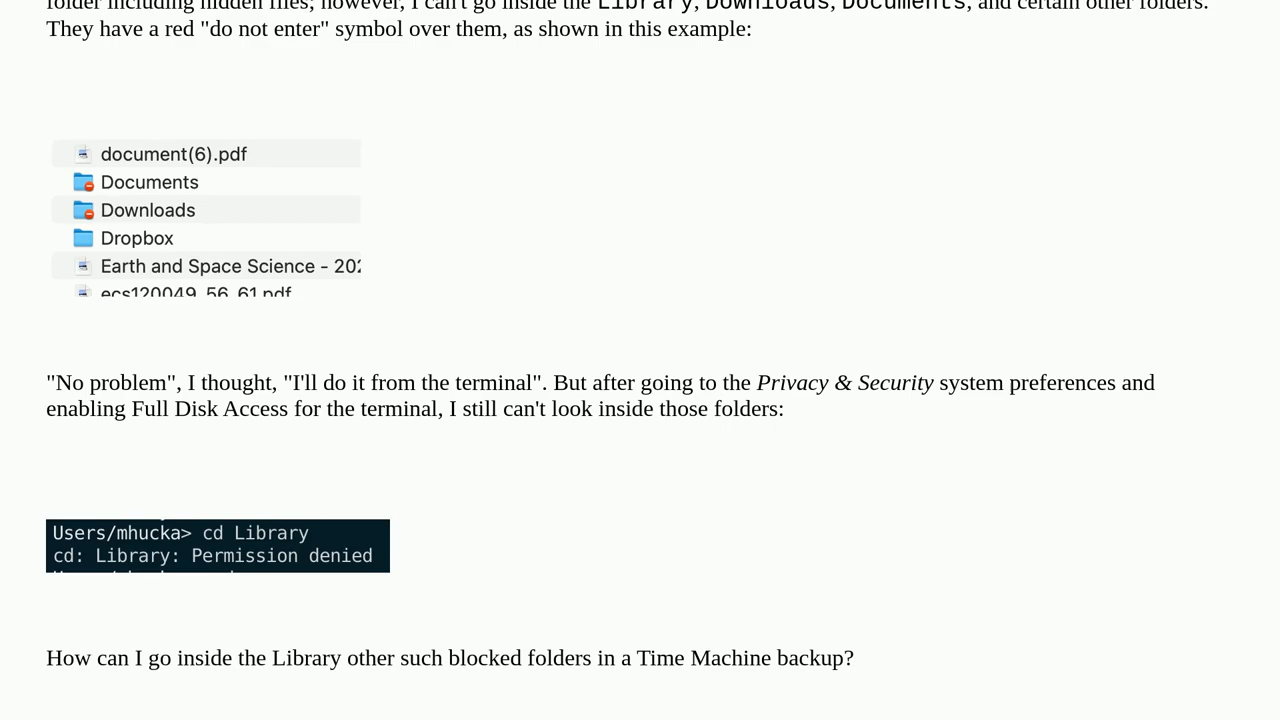 folder including hidden files; however, I can't go inside the Library, Downloads, Documents, and certain other folders.
They have a red "do not enter" symbol over them, as shown in this example:
document(6).pdf
Documents
Downloads
Dropbox
Earth and Space Science - 202
ecs120049 56 61.pdf
"No problem", I thought, "I'll do it from the terminal". But after going to the Privacy & Security system preferences and
enabling Full Disk Access for the terminal, I still can't look inside those folders:
Users/mhucka> cd Library
cd: Library: Permission denied
How can I go inside the Library other such blocked folders in a Time Machine backup?